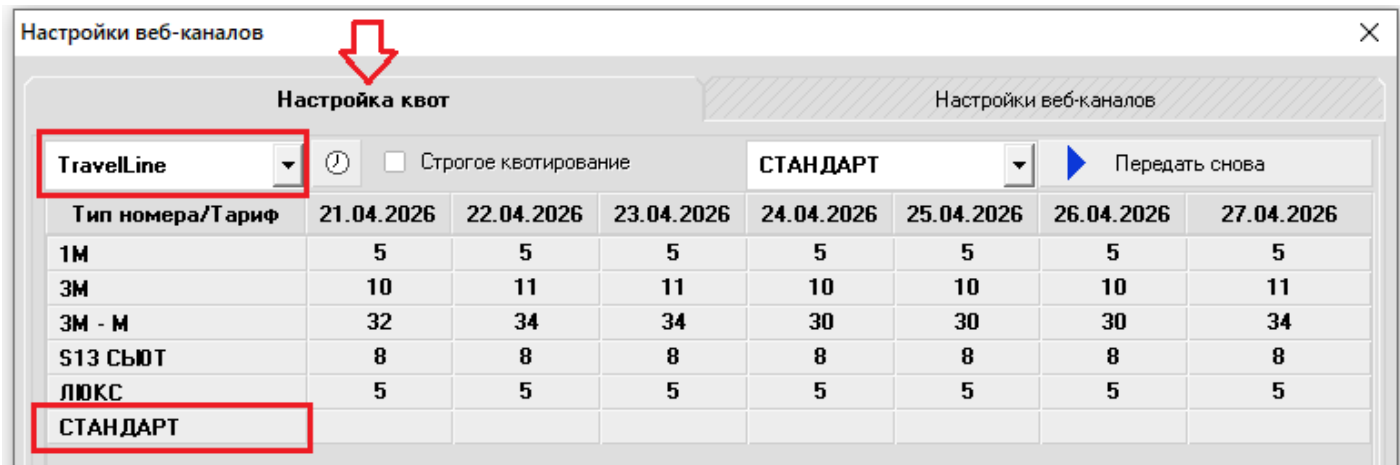 Настройки веб-каналов
Настройка квот Настройки веб-каналов
TravelLine Строгое квотирование СТАНДАРТ Передать снова
Тип номера/Тариф 21.04.2026 22.04.2026 23.04.2026 24.04.2026 25.04.2026 26.04.2026 27.04.2026
1М 5 5 5 5 5 5 5
3М 10 11 11 10 10 10 11
3М - М 32 34 34 30 30 30 34
S13 СЬЮТ 8 8 8 8 8 8 8
ЛЮКС 5 5 5 5 5 5 5
СТАНДАРТ